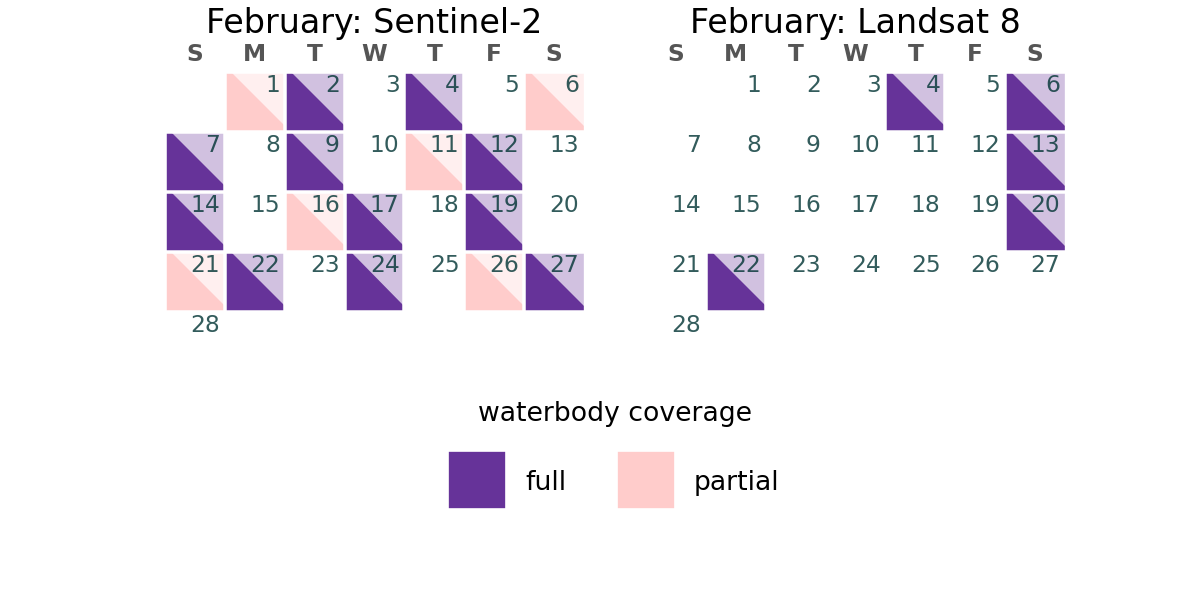 February: Sentinel-2
S M T W T F S
1 2 3 4 5 6
7 8 9 10 11 12 13
14 15 16 17 18 19 20
21 22 23 24 25 26 27
28
February: Landsat 8
S M T W T F S
1 2 3 4 5 6
7 8 9 10 11 12 13
14 15 16 17 18 19 20
21 22 23 24 25 26 27
28
waterbody coverage
full partial